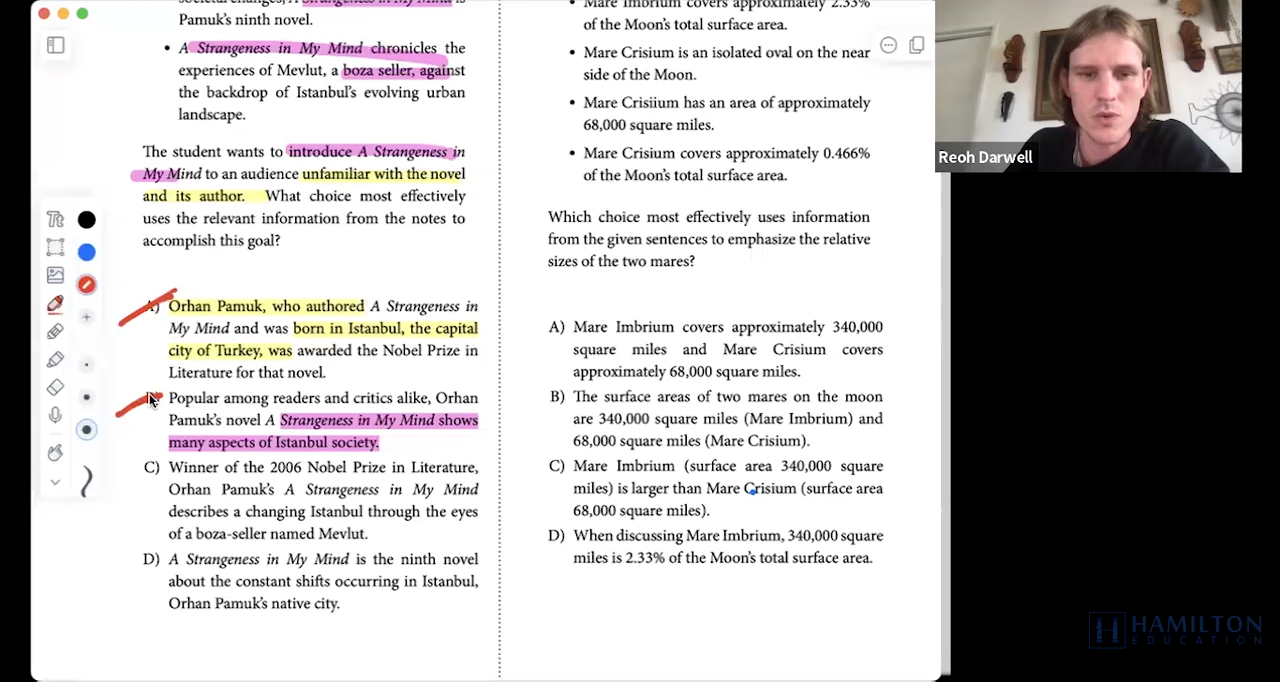 societal changes, A Strangeness in My Mind is
Pamuk's ninth novel.
• A Strangeness in My Mind chronicles the
experiences of Mevlut, a boza seller, against
the backdrop of Istanbul's evolving urban
landscape.
The student wants to introduce A Strangeness in
My Mind to an audience unfamiliar with the novel
and its author. What choice most effectively
uses the relevant information from the notes to
accomplish this goal?
A) Orhan Pamuk, who authored A Strangeness in
My Mind and was born in Istanbul, the capital
city of Turkey, was awarded the Nobel Prize in
Literature for that novel.
Popular among readers and critics alike, Orhan
Pamuk's novel A Strangeness in My Mind shows
many aspects of Istanbul society.
C) Winner of the 2006 Nobel Prize in Literature,
Orhan Pamuk's A Strangeness in My Mind
describes a changing Istanbul through the eyes
of a boza-seller named Mevlut.
D) A Strangeness in My Mind is the ninth novel
about the constant shifts occurring in Istanbul,
Orhan Pamuk's native city.
• Mare Imbrium covers approximately 2.33%
of the Moon's total surface area.
• Mare Crisium is an isolated oval on the near
side of the Moon.
• Mare Crisiium has an area of approximately
68,000 square miles.
• Mare Crisium covers approximately 0.466%
of the Moon's total surface area.
Which choice most effectively uses information
from the given sentences to emphasize the relative
sizes of the two mares?
A) Mare Imbrium covers approximately 340,000
square miles and Mare Crisium covers
approximately 68,000 square miles.
B) The surface areas of two mares on the moon
are 340,000 square miles (Mare Imbrium) and
68,000 square miles (Mare Crisium).
C) Mare Imbrium (surface area 340,000 square
miles) is larger than Mare Crisium (surface area
68,000 square miles).
D) When discussing Mare Imbrium, 340,000 square
miles is 2.33% of the Moon's total surface area.
Tt
Reoh Darwell
HAMILTON
EDUCATION